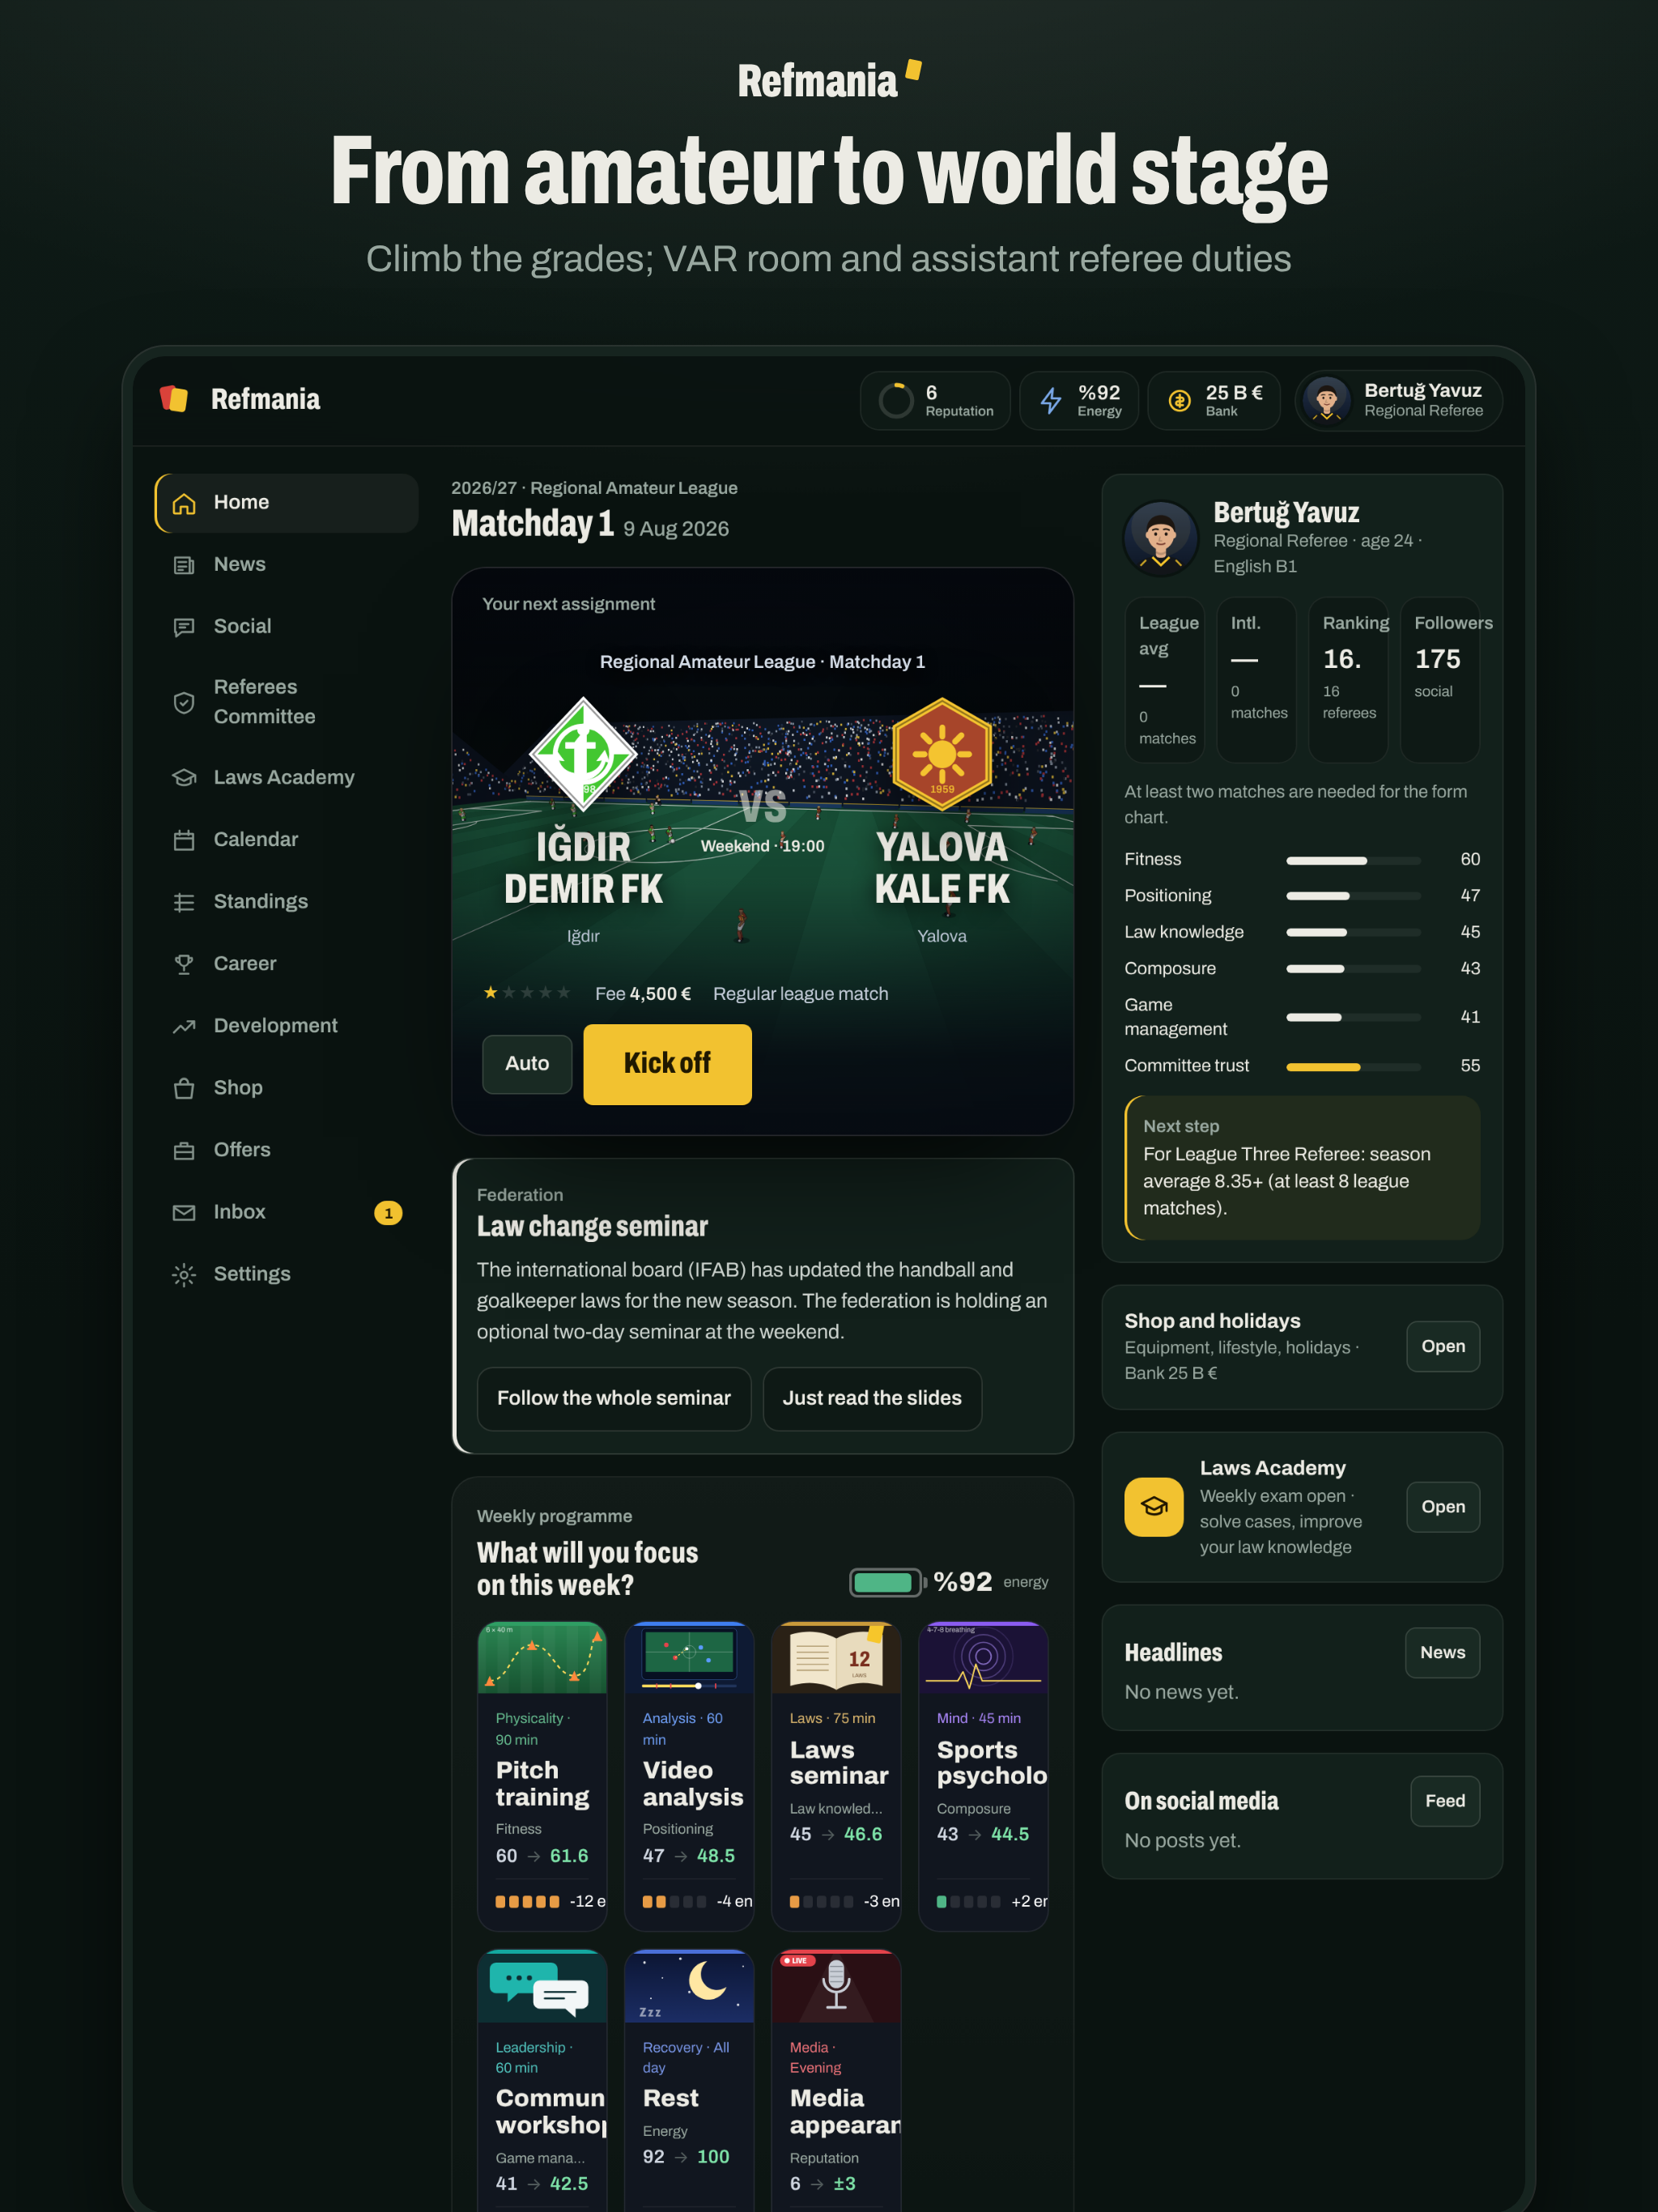 Refmania
From amateur to world stage
Climb the grades; VAR room and assistant referee duties
Refmania
6
Reputation
%92
Energy
25 B €
Bank
Bertuğ Yavuz
Regional Referee
Home
News
Social
Referees
Committee
Laws Academy
Calendar
Standings
Career
Development
Shop
Offers
Inbox
1
Settings
2026/27 · Regional Amateur League
Matchday 1 9 Aug 2026
Your next assignment
Regional Amateur League · Matchday 1
98
1959
VS
Weekend · 19:00
IĞDIR
DEMIR FK
Iğdır
YALOVA
KALE FK
Yalova
Fee 4,500 € Regular league match
Auto
Kick off
Federation
Law change seminar
The international board (IFAB) has updated the handball and
goalkeeper laws for the new season. The federation is holding an
optional two-day seminar at the weekend.
Follow the whole seminar
Just read the slides
Weekly programme
What will you focus
on this week?
%92 energy
8 × 40 m
Physicality ·
90 min
Pitch
training
Fitness
60 → 61.6
-12 e
Analysis · 60
min
Video
analysis
Positioning
47 → 48.5
-4 en
12
LAWS
Laws · 75 min
Laws
seminar
Law knowled...
45 → 46.6
-3 en
4-7-8 breathing
Mind · 45 min
Sports
psycholo
Composure
43 → 44.5
+2 er
Leadership ·
60 min
Commun
workshop
Game mana...
41 → 42.5
Zzz
Recovery · All
day
Rest
Energy
92 → 100
LIVE
Media ·
Evening
Media
appearan
Reputation
6 → ±3
Bertuğ Yavuz
Regional Referee · age 24 ·
English B1
League
avg
—
0
matches
Intl.
—
0
matches
Ranking
16.
16
referees
Followers
175
social
At least two matches are needed for the form
chart.
Fitness 60
Positioning 47
Law knowledge 45
Composure 43
Game
management 41
Committee trust 55
Next step
For League Three Referee: season
average 8.35+ (at least 8 league
matches).
Shop and holidays
Equipment, lifestyle, holidays ·
Bank 25 B €
Open
Laws Academy
Weekly exam open ·
solve cases, improve
your law knowledge
Open
Headlines
News
No news yet.
On social media
Feed
No posts yet.